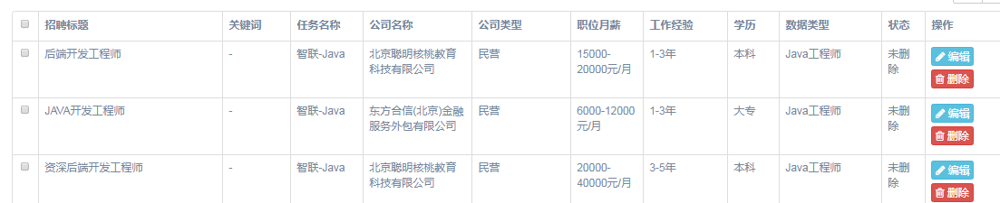 招聘标题 关键词 任务名称 公司名称 公司类型 职位月薪 工作经验 学历 数据类型 状态 操作
后端开发工程师 - 智联-Java 北京聪明核桃教育 民营 15000- 1-3年 本科 Java工程师 未删 编辑
科技有限公司 20000元/月 除 删除
JAVA开发工程师 - 智联-Java 东方合信(北京)金融 民营 6000-12000 1-3年 大专 Java工程师 未删 编辑
服务外包有限公司 元/月 除 删除
资深后端开发工程师 - 智联-Java 北京聪明核桃教育 民营 20000- 3-5年 本科 Java工程师 未删 编辑
科技有限公司 40000元/月 除 删除